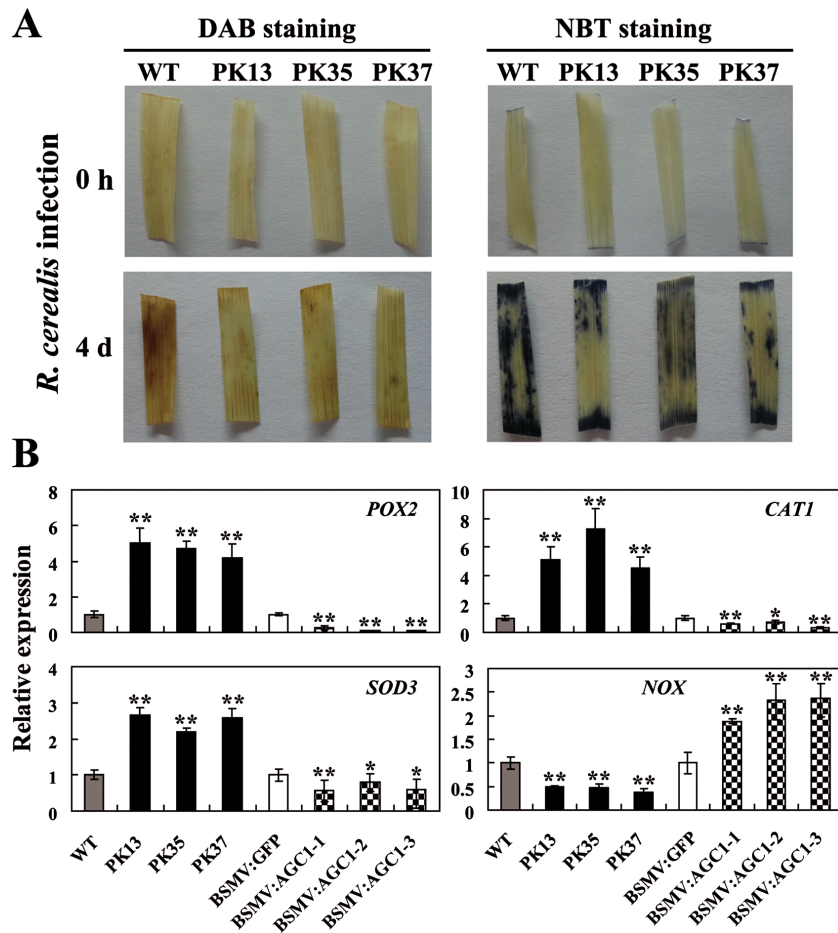 A
DAB staining
NBT staining
WT PK13 PK35 PK37
WT PK13 PK35 PK37
R. cerealis infection
0 h
4 d
B
Relative expression
8
6
4
2
0
POX2
** ** ** ** ** **
10
8
6
4
2
0
CAT1
** ** ** ** * **
4
3
2
1
0
SOD3
** ** ** ** * *
3
2.5
2
1.5
1
0.5
0
NOX
** ** ** ** ** **
WT
PK13
PK35
PK37
BSMV:GFP
BSMV:AGC1-1
BSMV:AGC1-2
BSMV:AGC1-3
WT
PK13
PK35
PK37
BSMV:GFP
BSMV:AGC1-1
BSMV:AGC1-2
BSMV:AGC1-3